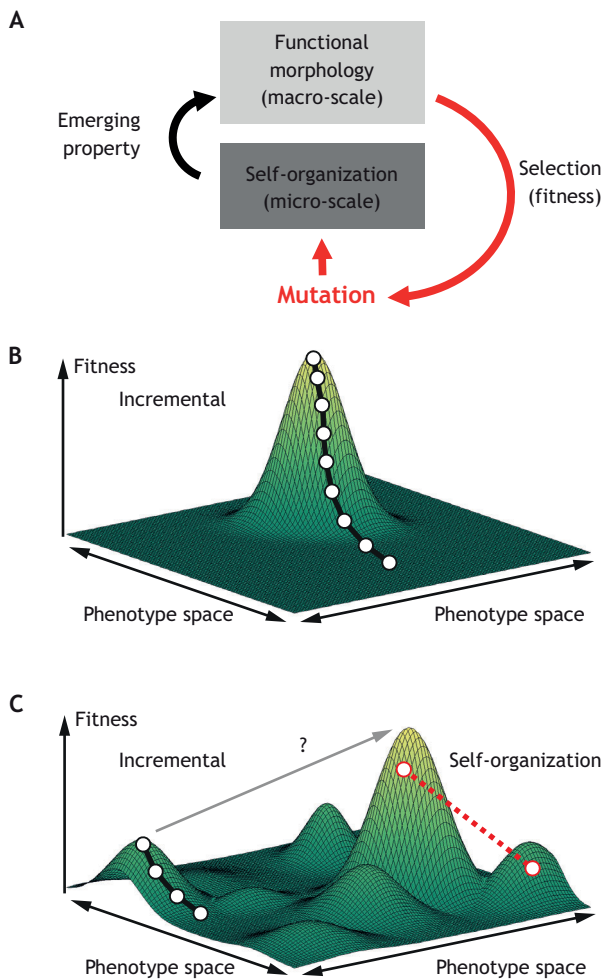 A
Functional
morphology
(macro-scale)
Emerging
property
Self-organization
(micro-scale)
Selection
(fitness)
Mutation
B
Fitness
Incremental
Phenotype space
Phenotype space
C
Fitness
Incremental
?
Self-organization
Phenotype space
Phenotype space